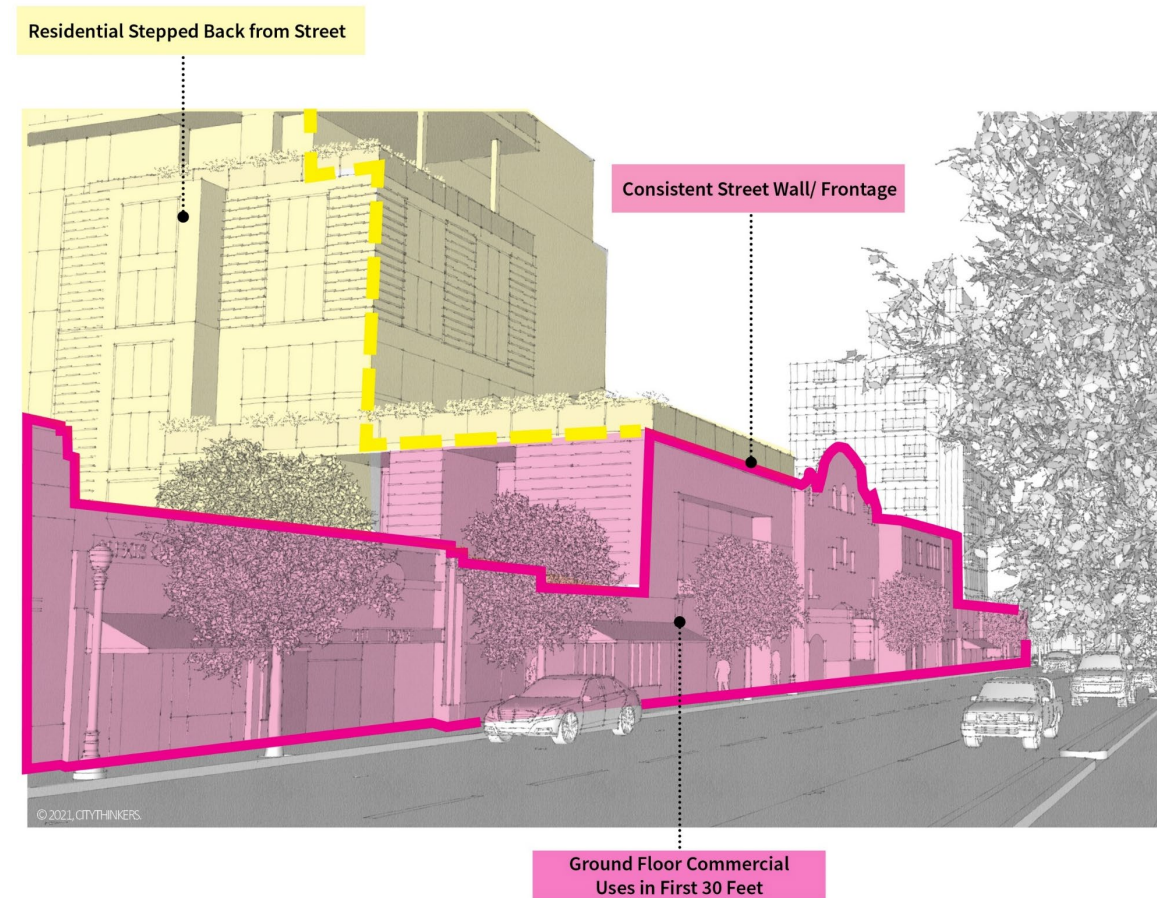 Residential Stepped Back from Street
Consistent Street Wall/ Frontage
© 2021, CITYTHINKERS.
Ground Floor Commercial
Uses in First 30 Feet